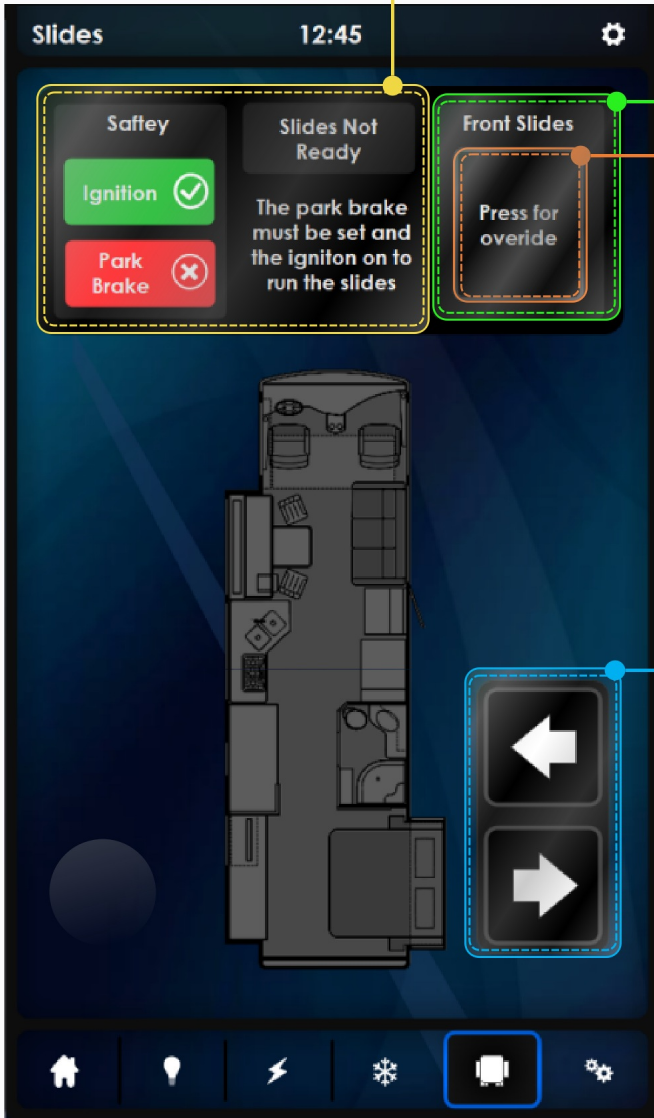 Slides
12:45
Saftey
Ignition
Park
Brake
Slides Not
Ready
The park brake
must be set and
the igniton on to
run the slides
Front Slides
Press for
overide